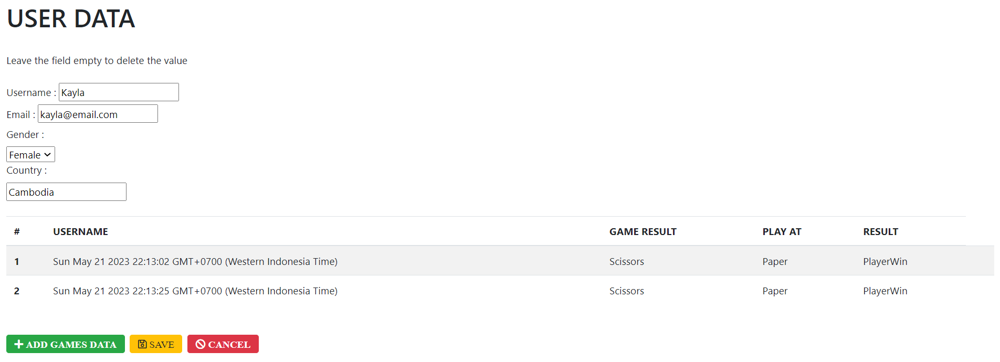 USER DATA
Leave the field empty to delete the value
Username : Kayla
Email : kayla@email.com
Gender :
Female
Country :
Cambodia
# USERNAME GAME RESULT PLAY AT RESULT
1 Sun May 21 2023 22:13:02 GMT+0700 (Western Indonesia Time) Scissors Paper PlayerWin
2 Sun May 21 2023 22:13:25 GMT+0700 (Western Indonesia Time) Scissors Paper PlayerWin
ADD GAMES DATA SAVE CANCEL